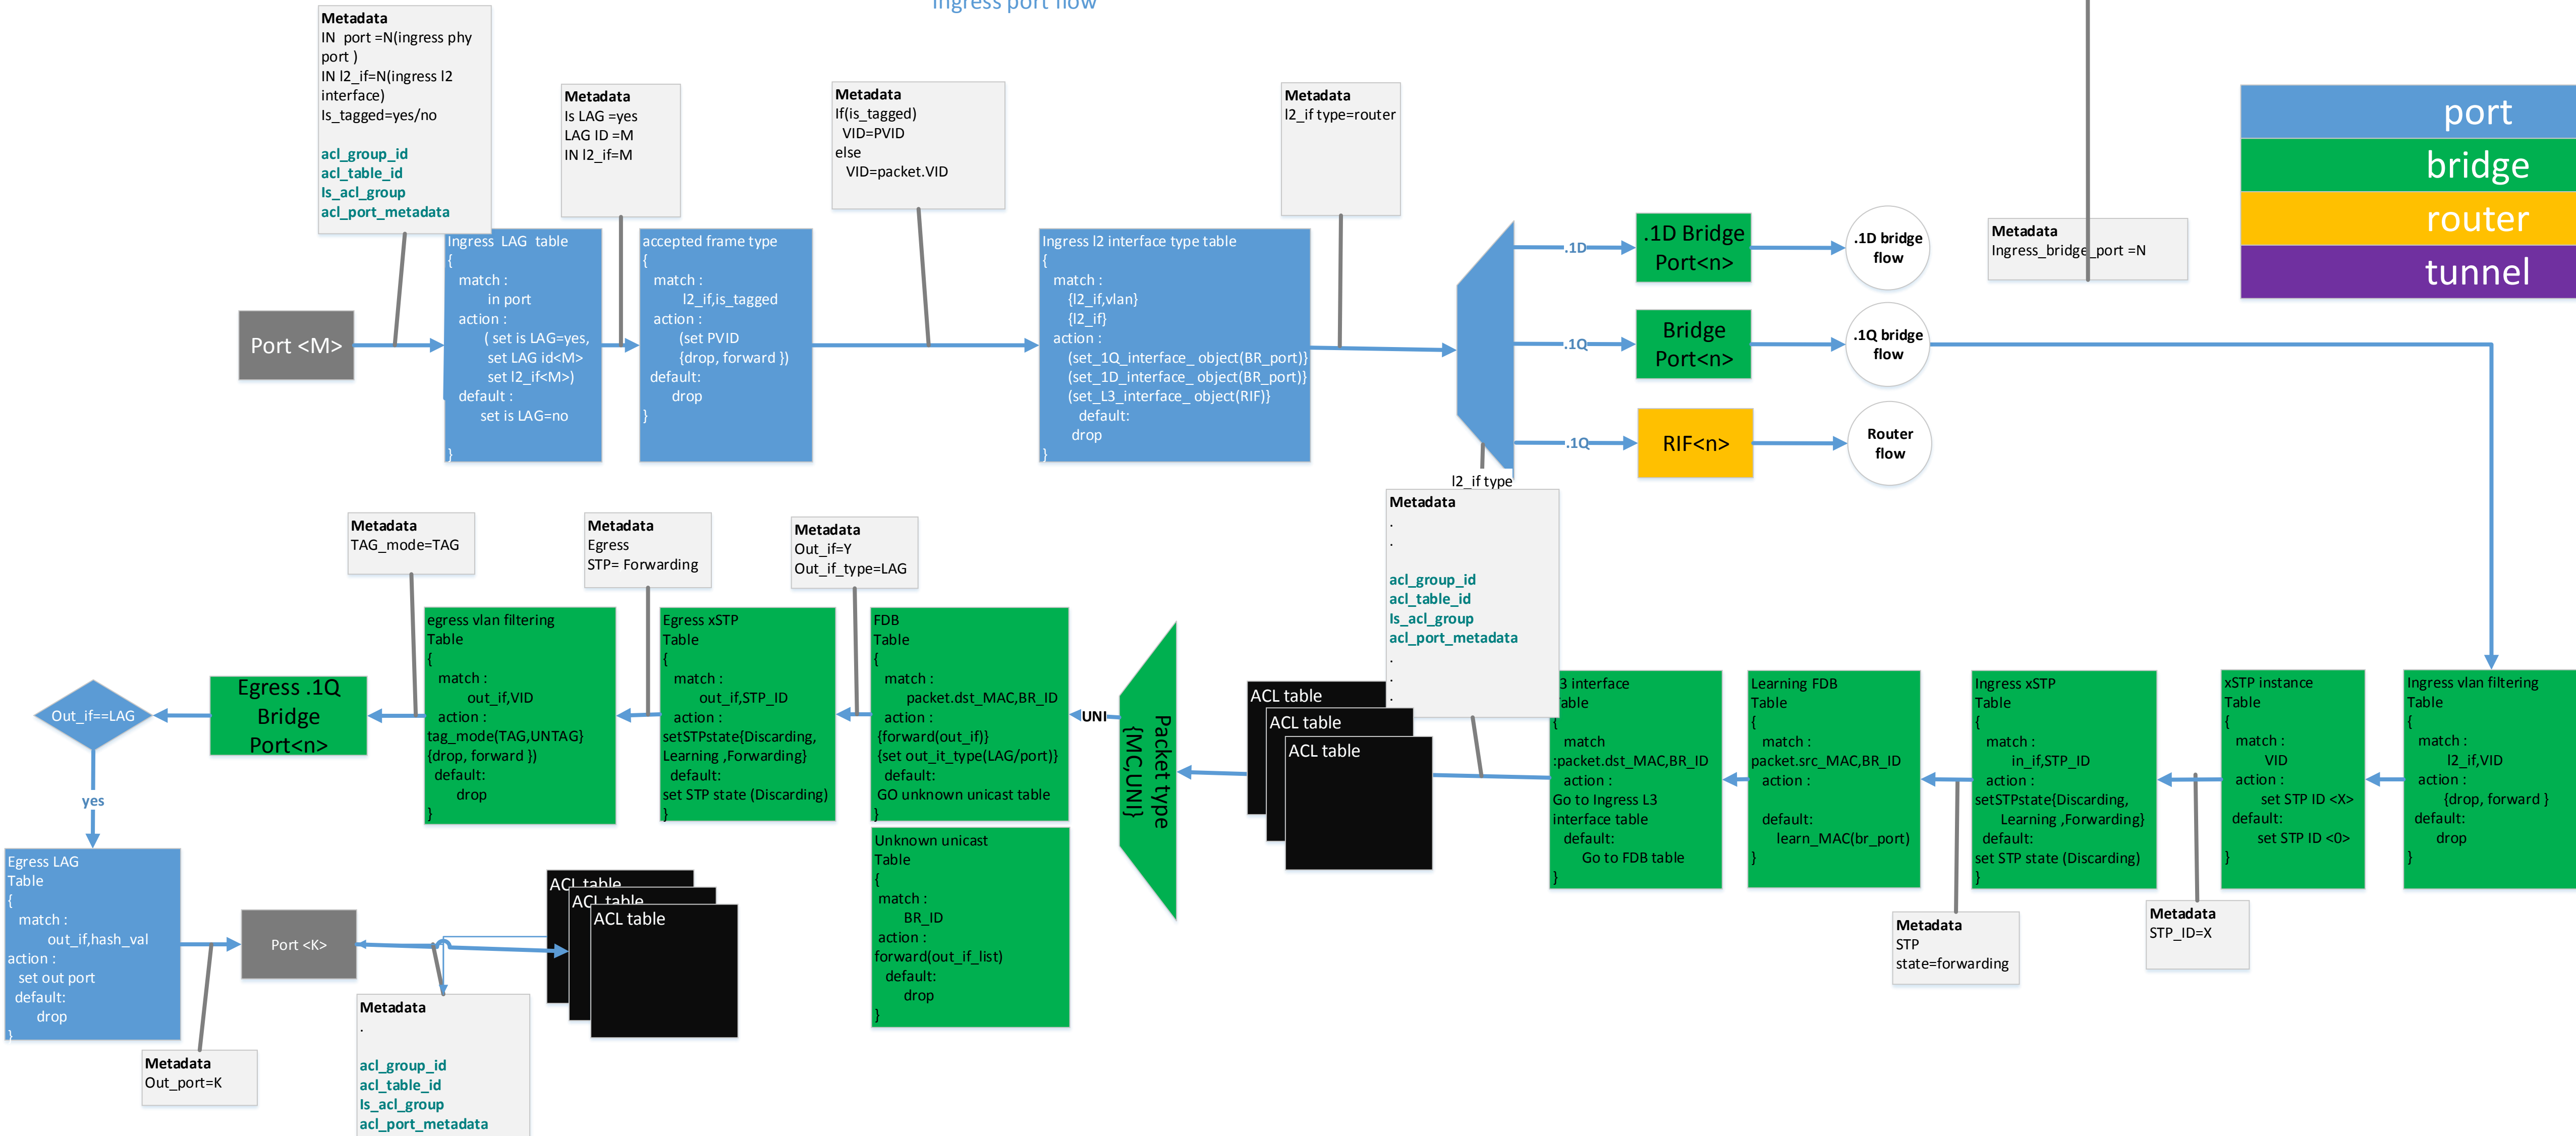 Ingress port flow
Metadata
IN port =N(ingress phy
port )
IN l2_if=N(ingress l2
interface)
Is_tagged=yes/no
acl_group_id
acl_table_id
Is_acl_group
acl_port_metadata
Metadata
Is LAG =yes
LAG ID =M
IN l2_if=M
Metadata
If(is_tagged)
VID=PVID
else
VID=packet.VID
Metadata
l2_if type=router
Metadata
Ingress_bridge_port =N
port
bridge
router
tunnel
Port <M>
Ingress LAG table
{
match :
in port
action :
( set is LAG=yes,
set LAG id<M>
set l2_if<M>)
default :
set is LAG=no
}
accepted frame type
{
match :
l2_if,is_tagged
action :
(set PVID
{drop, forward })
default:
drop
}
Ingress l2 interface type table
{
match :
{l2_if,vlan}
{l2_if}
action :
(set_1Q_interface_ object(BR_port)}
(set_1D_interface_ object(BR_port)}
(set_L3_interface_ object(RIF)}
default:
drop
}
l2_if type
.1D
.1D Bridge
Port<n>
.1D bridge
flow
.1Q
Bridge
Port<n>
.1Q bridge
flow
.1Q
RIF<n>
Router
flow
Ingress vlan filtering
Table
{
match :
l2_if,VID
action :
{drop, forward }
default:
drop
}
xSTP instance
Table
{
match :
VID
action :
set STP ID <X>
default:
set STP ID <0>
}
Metadata
STP_ID=X
Ingress xSTP
Table
{
match :
in_if,STP_ID
action :
setSTPstate{Discarding,
Learning ,Forwarding}
default:
set STP state (Discarding)
}
Metadata
STP
state=forwarding
Learning FDB
Table
{
match :
packet.src_MAC,BR_ID
action :
default:
learn_MAC(br_port)
}
3 interface
able
{
match
:packet.dst_MAC,BR_ID
action :
Go to Ingress L3
interface table
default:
Go to FDB table
}
Metadata
.
.
acl_group_id
acl_table_id
Is_acl_group
acl_port_metadata
.
.
.
ACL table
ACL table
ACL table
Packet type
{MC,UNI}
UNI
FDB
Table
{
match :
packet.dst_MAC,BR_ID
action :
{forward(out_if)}
{set out_it_type(LAG/port)}
default:
GO unknown unicast table
}
Unknown unicast
Table
{
match :
BR_ID
action :
forward(out_if_list)
default:
drop
}
Metadata
Out_if=Y
Out_if_type=LAG
Egress xSTP
Table
{
match :
out_if,STP_ID
action :
setSTPstate{Discarding,
Learning ,Forwarding}
default:
set STP state (Discarding)
}
Metadata
Egress
STP= Forwarding
egress vlan filtering
Table
{
match :
out_if,VID
action :
tag_mode(TAG,UNTAG}
{drop, forward })
default:
drop
}
Metadata
TAG_mode=TAG
Egress .1Q
Bridge
Port<n>
Out_if==LAG
yes
Egress LAG
Table
{
match :
out_if,hash_val
action :
set out port
default:
drop
}
Metadata
Out_port=K
Port <K>
ACL table
ACL table
ACL table
Metadata
.
acl_group_id
acl_table_id
Is_acl_group
acl_port_metadata